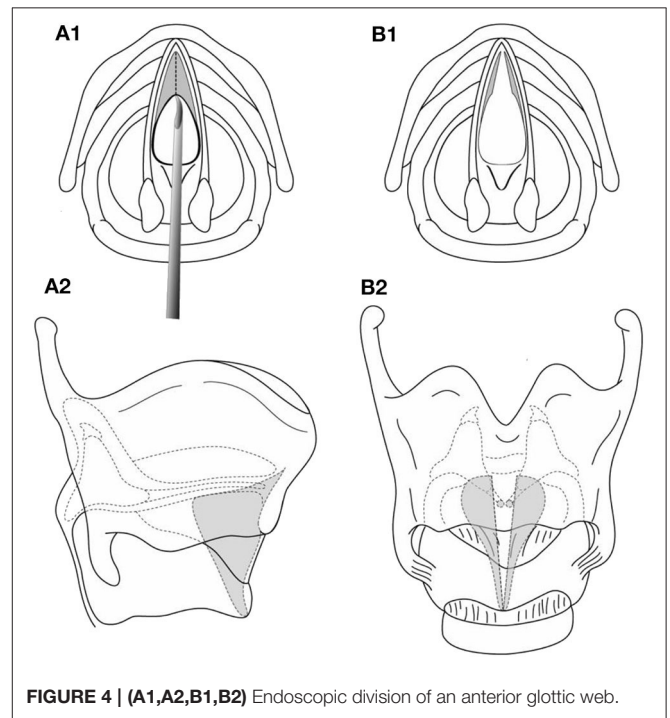 A1
B1
A2
B2
FIGURE 4 | (A1,A2,B1,B2) Endoscopic division of an anterior glottic web.